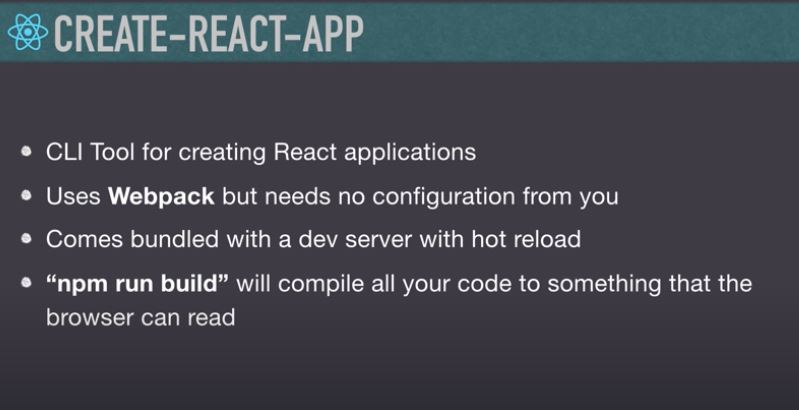 CREATE-REACT-APP
CLI Tool for creating React applications
Uses Webpack but needs no configuration from you
Comes bundled with a dev server with hot reload
“npm run build” will compile all your code to something that the
browser can read